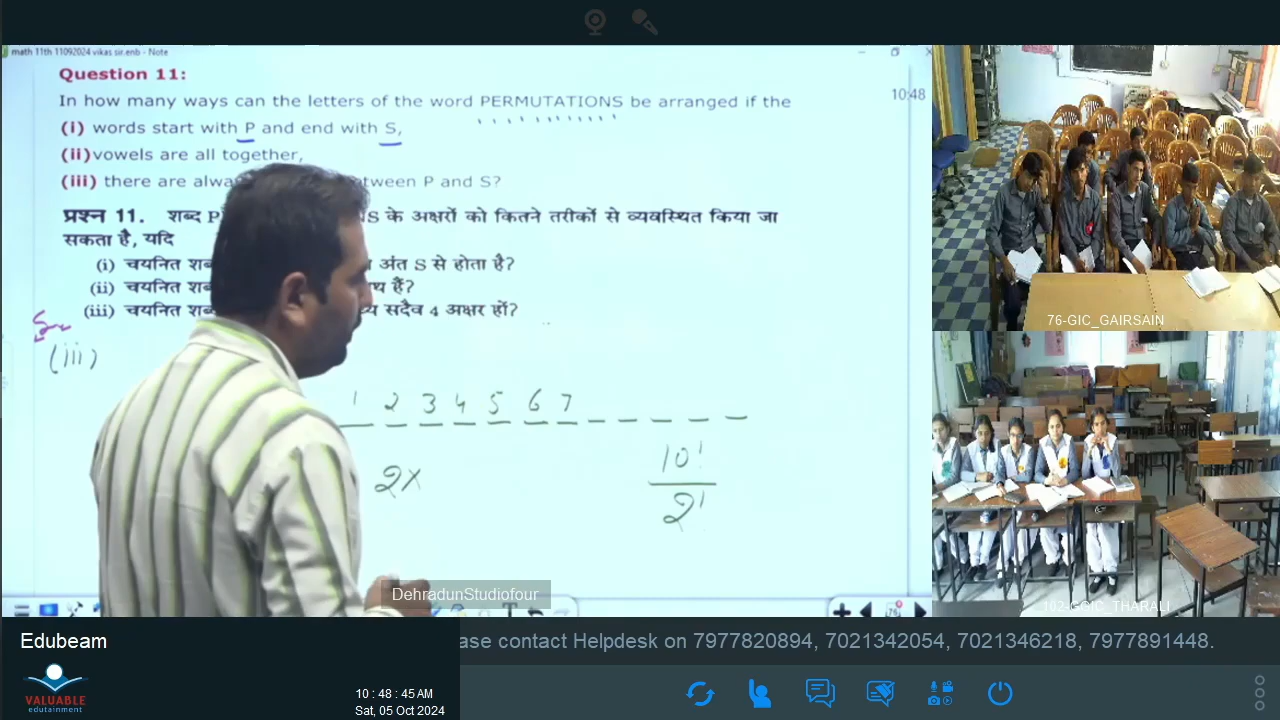 math 11th 11092024 vikas sir.enb - Note
Question 11:
10:48
In how many ways can the letters of the word PERMUTATIONS be arranged if the
(i) words start with P and end with S,
(ii) vowels are all together,
(iii) there are between P and S?
प्रश्न 11. शब्द S के अक्षरों को कितने तरीकों से व्यवस्थित किया जा
सकता है, यदि
(i) चयनित अंत S से होता है?
(ii) चयनित हैं?
(iii) चयनित सदैव 4 अक्षर हों?
(iii)
1 2 3 4 5 6 7
2x
10!
2!
DehradunStudiofour
76-GIC_GAIRSAIN
102-GGIC_THARALI
Edubeam
contact Helpdesk on 7977820894, 7021342054, 7021346218, 7977891448.
VALUABLE
edutainment
10 : 48 : 45 AM
Sat, 05 Oct 2024